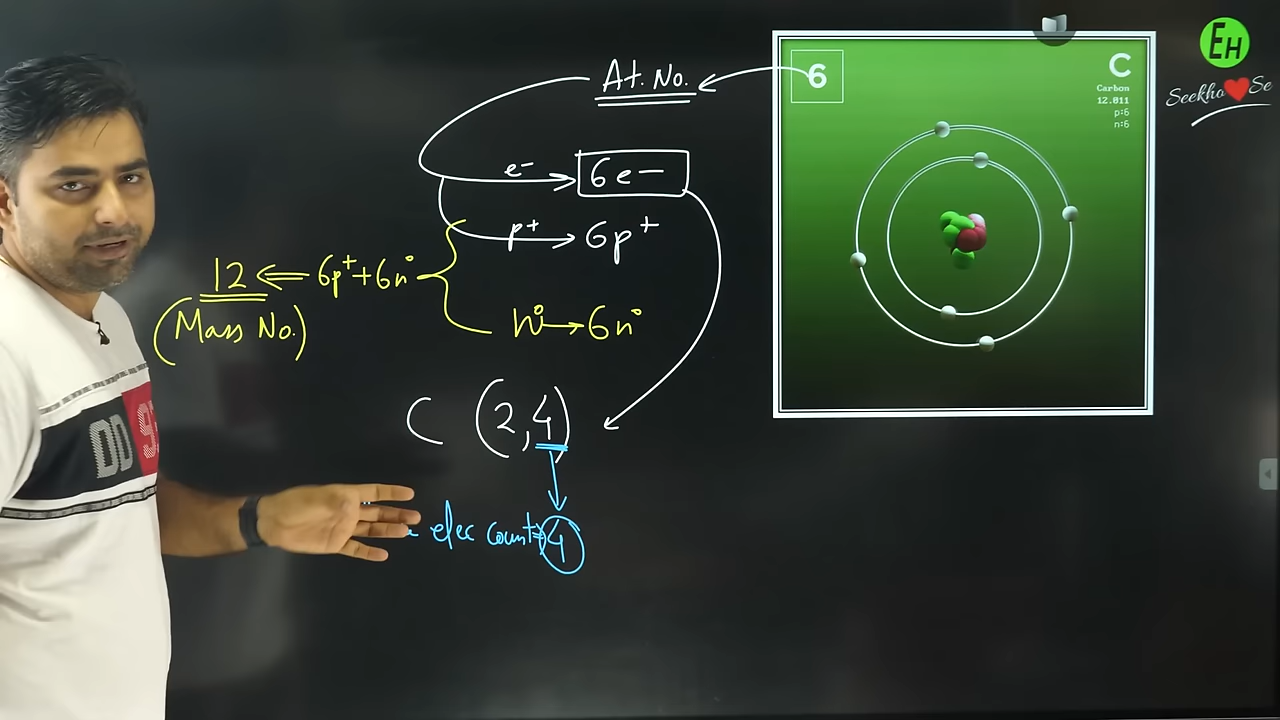 At. No.
6
C
Carbon
12.011
p:6
n:6
EH
Seekho ❤ Se
e- → 6e-
p+ → 6p+
12 ⇐ 6p+ + 6n°
(Mass No.)
n° → 6n°
C (2,4)
elec count = 4
DD